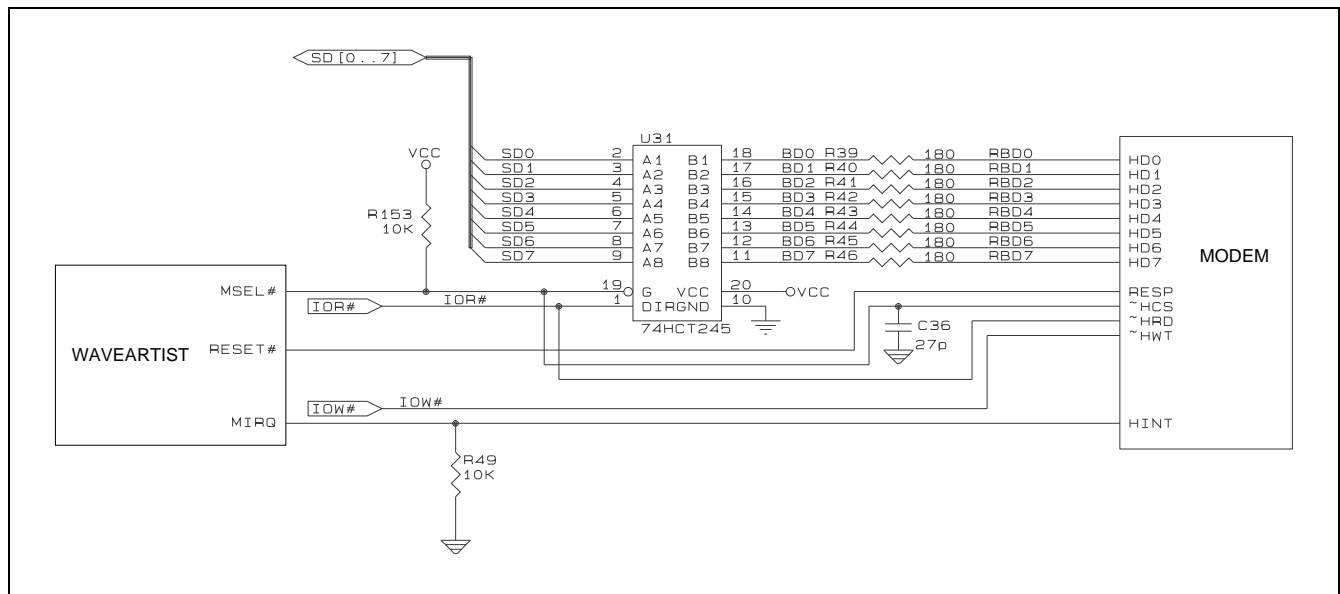 SD[0..7]
U31
VCC
SD0 2 A1 B1 18 BD0 R39 180 RBD0 HD0
SD1 3 A2 B2 17 BD1 R40 180 RBD1 HD1
SD2 4 A3 B3 16 BD2 R41 180 RBD2 HD2
SD3 5 A4 B4 15 BD3 R42 180 RBD3 HD3
SD4 6 A5 B5 14 BD4 R43 180 RBD4 HD4
SD5 7 A6 B6 13 BD5 R44 180 RBD5 HD5
SD6 8 A7 B7 12 BD6 R45 180 RBD6 HD6
SD7 9 A8 B8 11 BD7 R46 180 RBD7 HD7
R153
10K
MODEM
MSEL# 19 G VCC 20 VCC RESP
IOR# IOR# 1 DIR GND 10 ~HCS
74HCT245
C36
27p
~HRD
~HWT
WAVEARTIST
RESET#
IOW# IOW#
MIRQ HINT
R49
10K